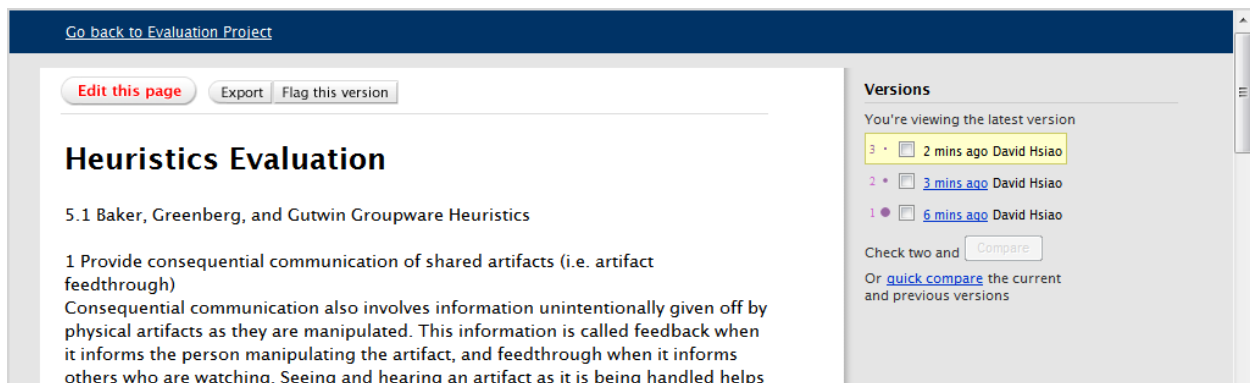 Go back to Evaluation Project
Edit this page
Export
Flag this version
Heuristics Evaluation
5.1 Baker, Greenberg, and Gutwin Groupware Heuristics
1 Provide consequential communication of shared artifacts (i.e. artifact
feedthrough)
Consequential communication also involves information unintentionally given off by
physical artifacts as they are manipulated. This information is called feedback when
it informs the person manipulating the artifact, and feedthrough when it informs
others who are watching. Seeing and hearing an artifact as it is being handled helps
Versions
You're viewing the latest version
3 2 mins ago David Hsiao
2 3 mins ago David Hsiao
1 6 mins ago David Hsiao
Check two and Compare
Or quick compare the current
and previous versions